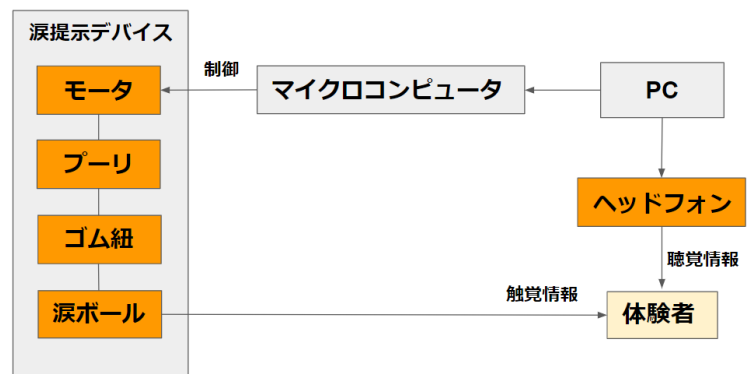 涙提示デバイス
モータ
制御
マイクロコンピュータ
PC
プーリ
ヘッドフォン
ゴム紐
聴覚情報
涙ボール
触覚情報
体験者